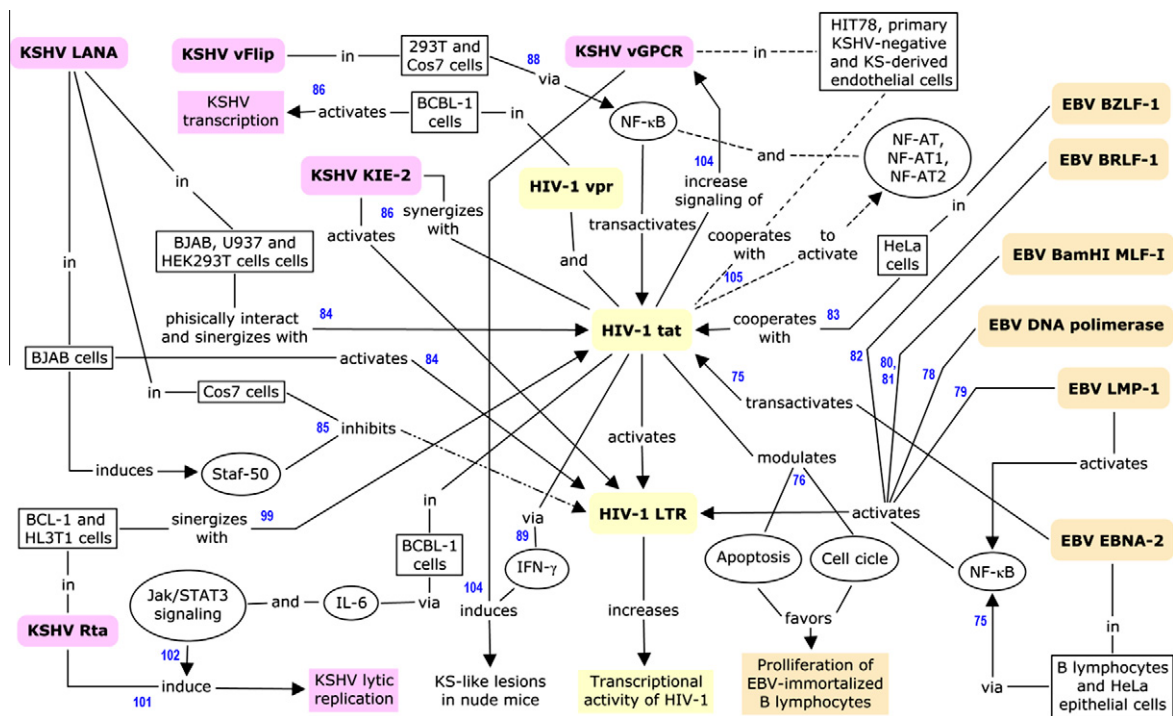 KSHV LANA
KSHV vFlip
in
293T and
Cos7 cells
88
via
KSHV vGPCR
in
HIT78, primary
KSHV-negative
and KS-derived
endothelial cells
KSHV
transcription
86
activates
BCBL-1
cells
in
NF-κB
and
NF-AT,
NF-AT1,
NF-AT2
EBV BZLF-1
EBV BRLF-1
in
KSHV KIE-2
86
activates
synergizes
with
HIV-1 vpr
and
transactivates
104
increase
signaling of
cooperates
with
105
to
activate
in
HeLa
cells
EBV BamHI MLF-I
in
BJAB, U937 and
HEK293T cells cells
phisically interact
and sinergizes with
84
HIV-1 tat
cooperates
with
83
EBV DNA polimerase
BJAB cells
activates
84
75
transactivates
82
80,
81
78
79
EBV LMP-1
in
Cos7 cells
85
inhibits
activates
modulates
76
activates
induces
Staf-50
in
via
89
HIV-1 LTR
activates
BCL-1 and
HL3T1 cells
sinergizes
with
99
BCBL-1
cells
IFN-γ
Apoptosis
Cell cicle
NF-κB
EBV EBNA-2
in
Jak/STAT3
signaling
and
IL-6
via
104
induces
increases
favors
75
in
KSHV Rta
102
101
induce
KSHV lytic
replication
KS-like lesions
in nude mice
Transcriptional
activity of HIV-1
Prolliferation of
EBV-immortalized
B lymphocytes
via
B lymphocytes
and HeLa
epithelial cells